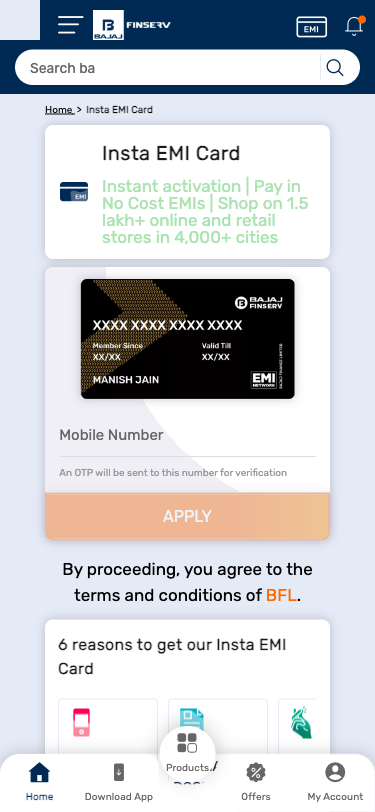 BAJAJ FINSERV
EMI
Search ba
Home > Insta EMI Card
Insta EMI Card
Instant activation | Pay in
No Cost EMIs | Shop on 1.5
lakh+ online and retail
stores in 4,000+ cities
BAJAJ
FINSERV
XXXX XXXX XXXX XXXX
Member Since Valid Till
XX/XX XX/XX
MANISH JAIN
EMI
NETWORK
BAJAJ FINANCE LIMITED
Mobile Number
An OTP will be sent to this number for verification
APPLY
By proceeding, you agree to the
terms and conditions of BFL.
6 reasons to get our Insta EMI
Card
Home
Download App
Products
Offers
My Account